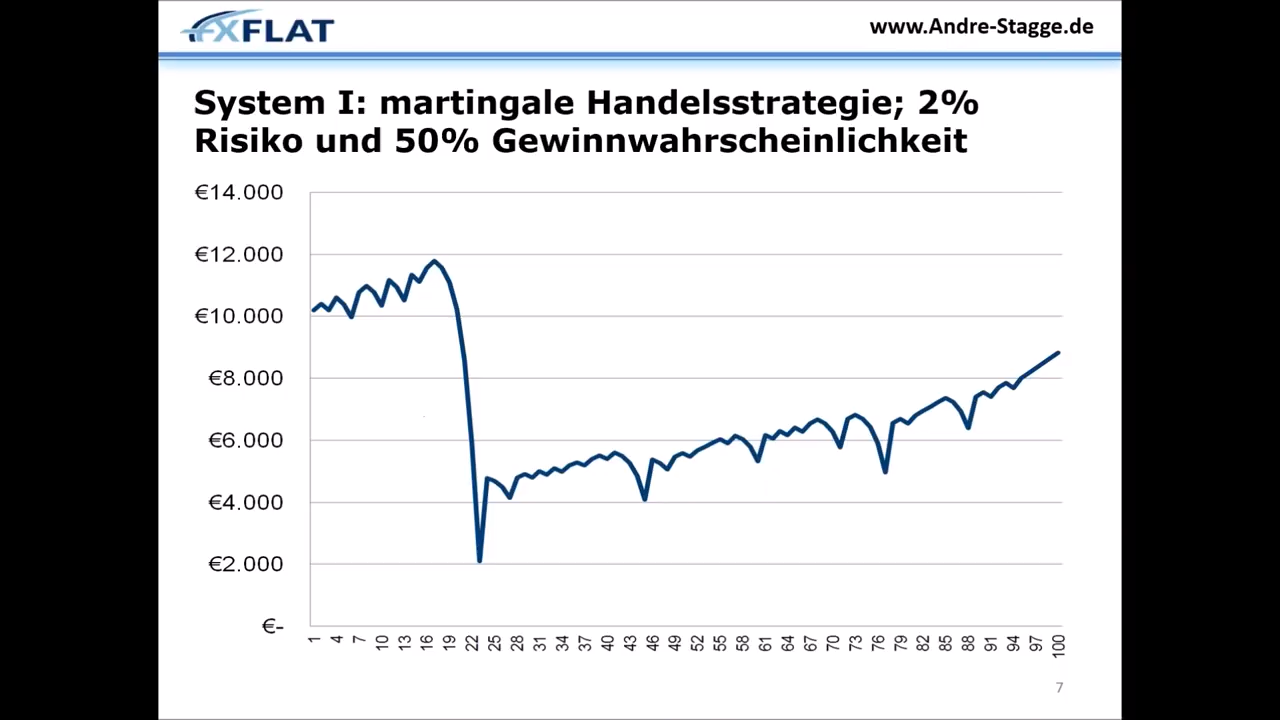 FXFLAT
www.Andre-Stagge.de
System I: martingale Handelsstrategie; 2%
Risiko und 50% Gewinnwahrscheinlichkeit
€14.000
€12.000
€10.000
€8.000
€6.000
€4.000
€2.000
€-
1 4 7 10 13 16 19 22 25 28 31 34 37 40 43 46 49 52 55 58 61 64 67 70 73 76 79 82 85 88 91 94 97 100
7